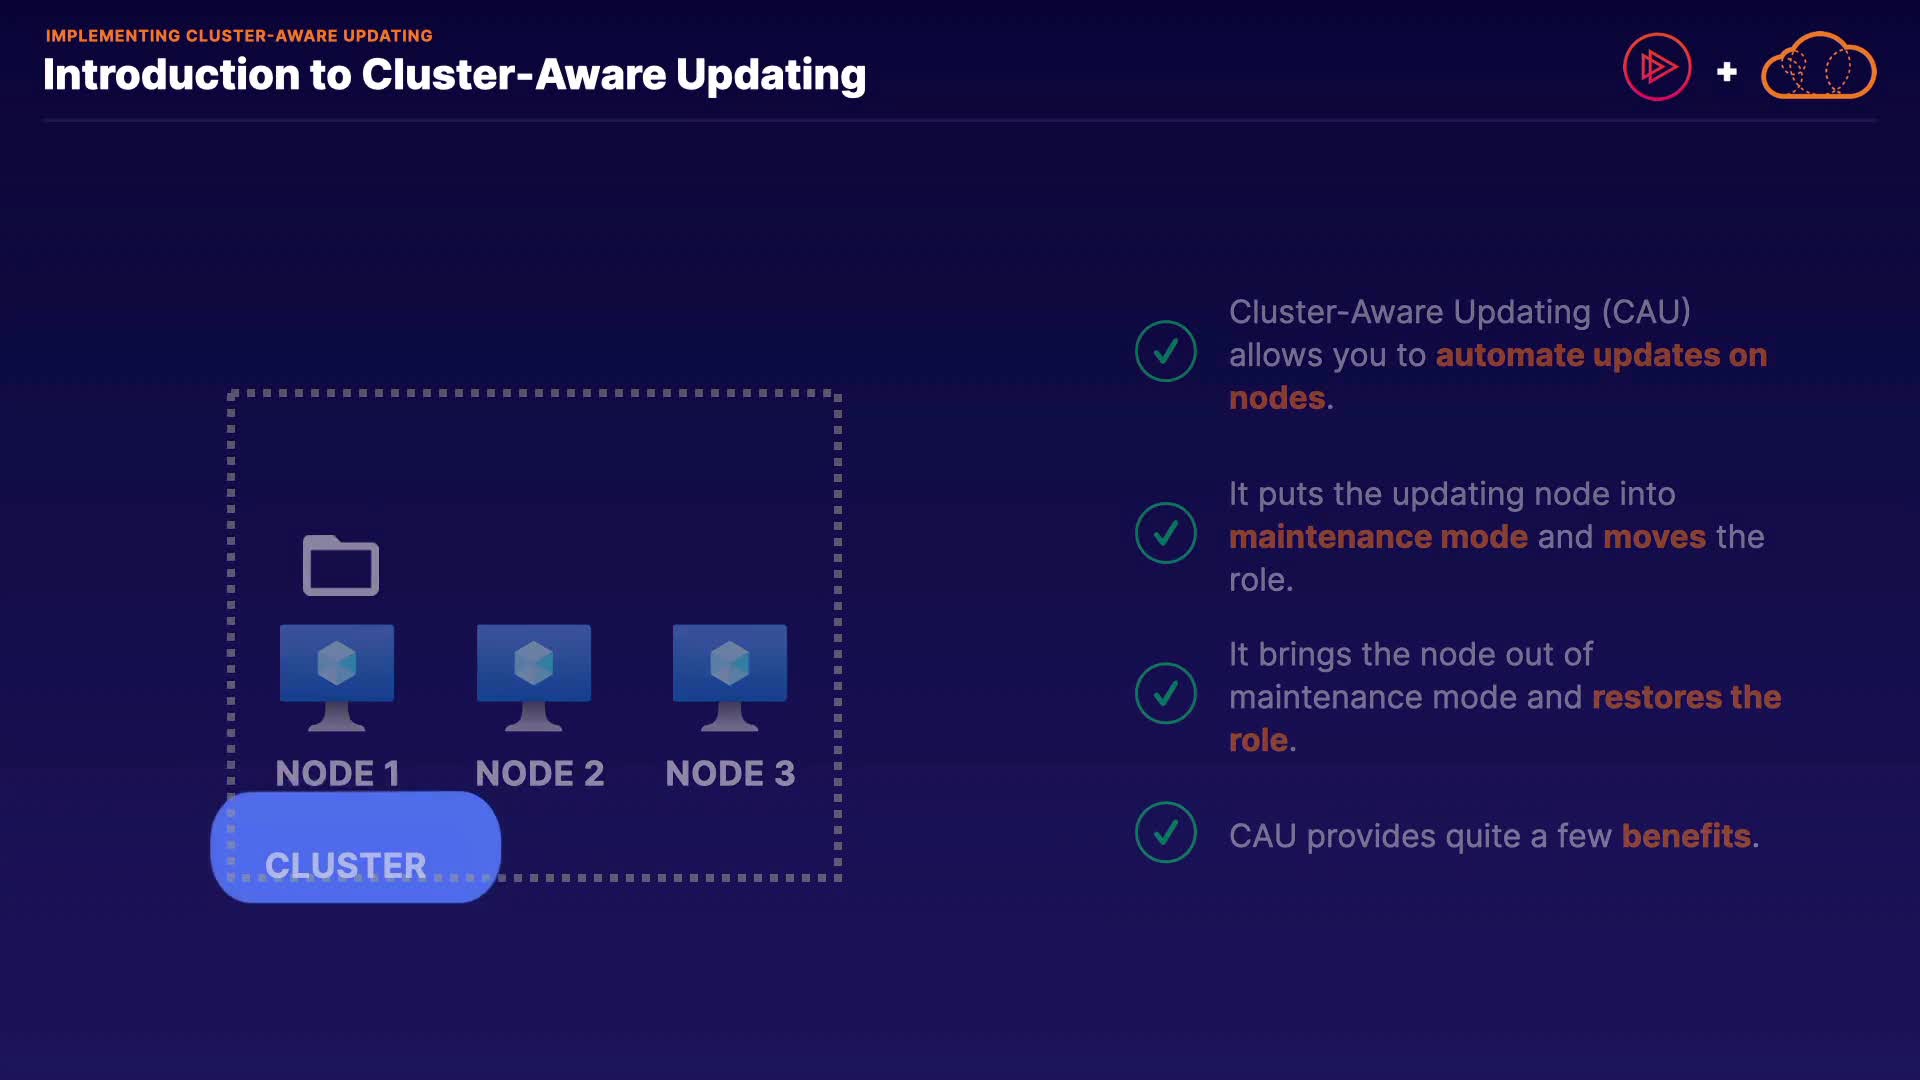 IMPLEMENTING CLUSTER-AWARE UPDATING
Introduction to Cluster-Aware Updating
+
NODE 1
NODE 2
NODE 3
CLUSTER
Cluster-Aware Updating (CAU)
allows you to automate updates on
nodes.
It puts the updating node into
maintenance mode and moves the
role.
It brings the node out of
maintenance mode and restores the
role.
CAU provides quite a few benefits.